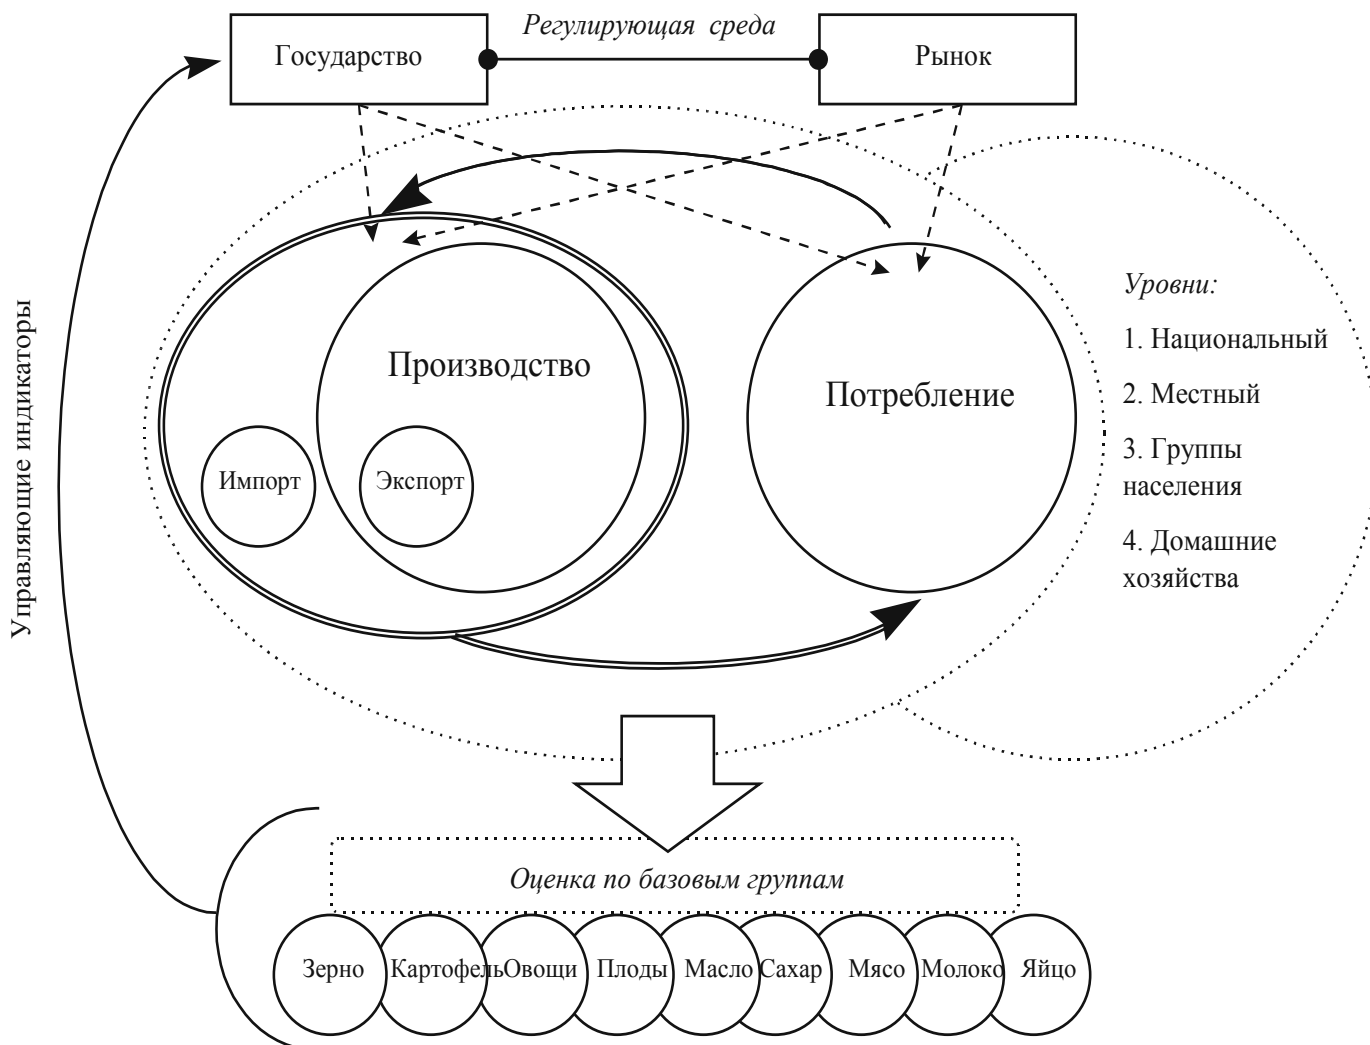 Регулирующая среда
Государство
Рынок
Управляющие индикаторы
Производство
Импорт
Экспорт
Потребление
Уровни:
1. Национальный
2. Местный
3. Группы
населения
4. Домашние
хозяйства
Оценка по базовым группам
Зерно
Картофель
Овощи
Плоды
Масло
Сахар
Мясо
Молоко
Яйцо